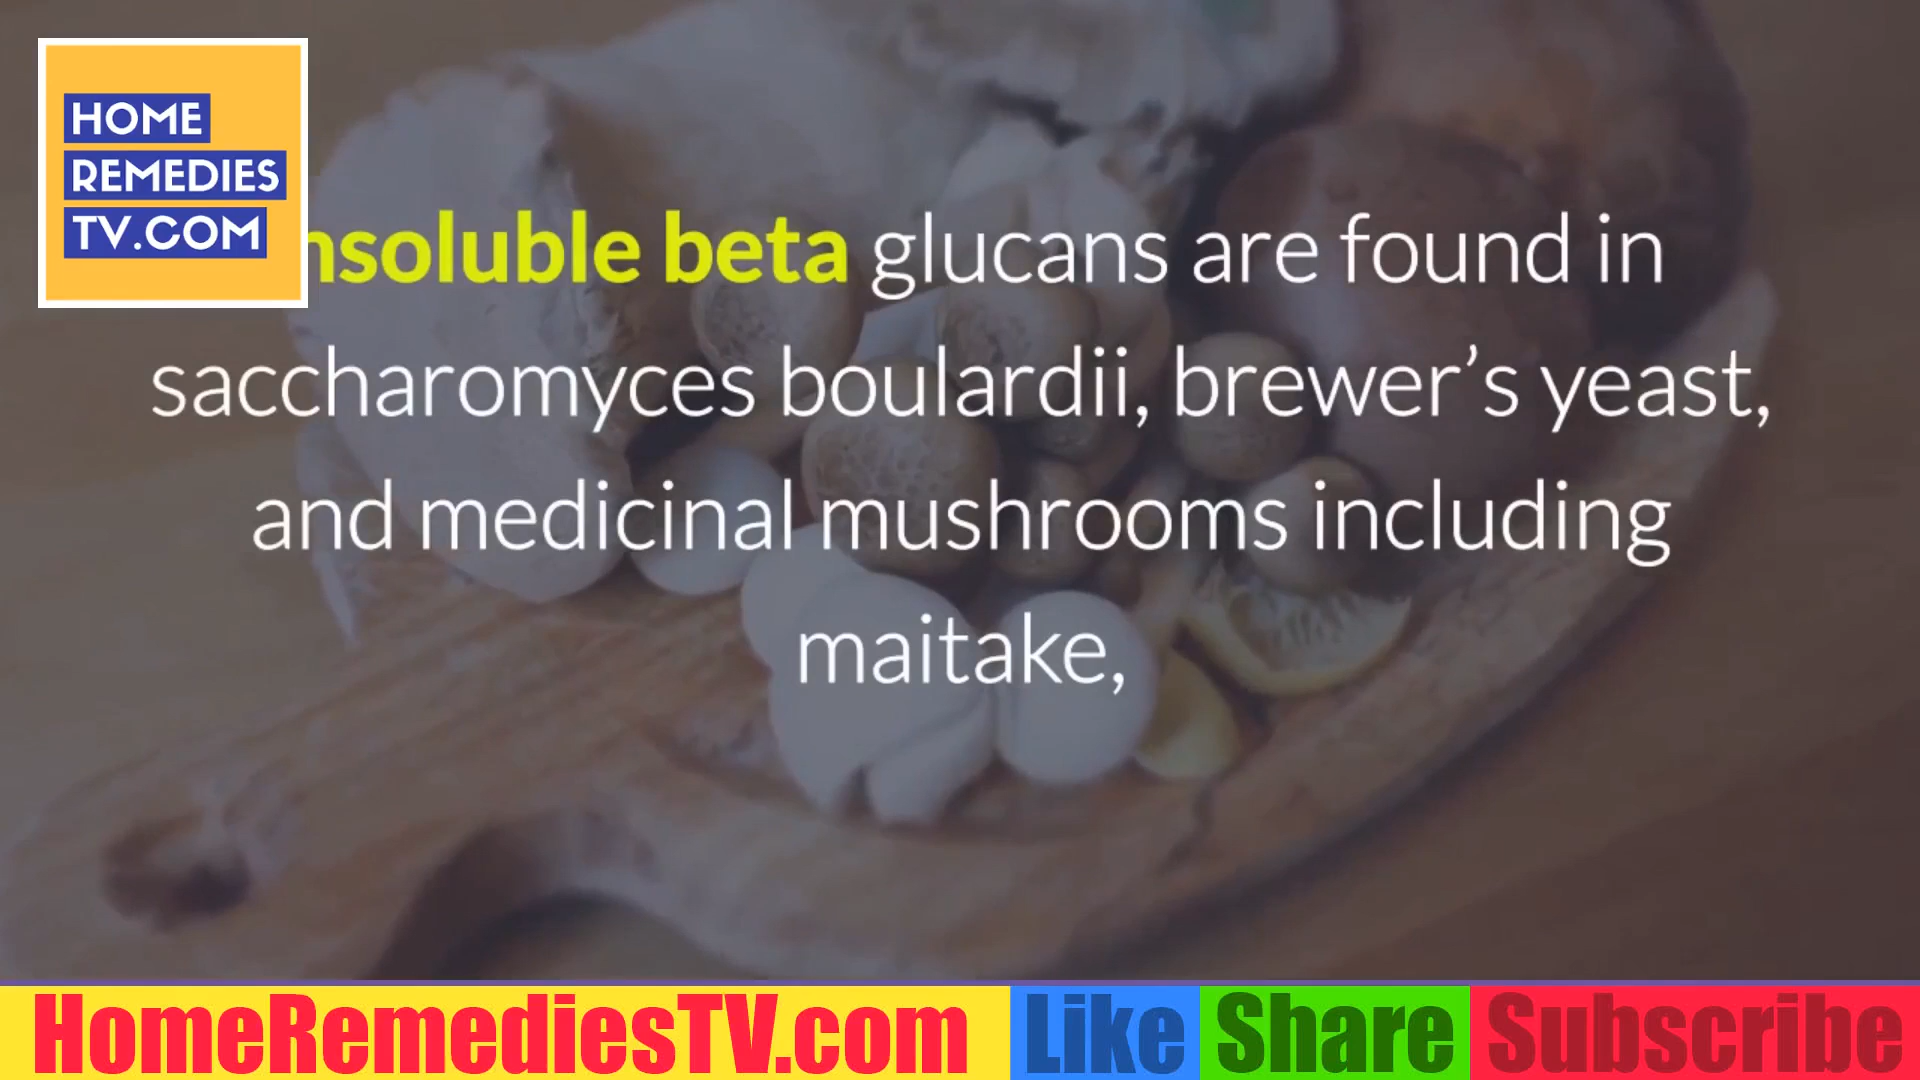 HOME
REMEDIES
TV.COM
nsoluble beta glucans are found in
saccharomyces boulardii, brewer’s yeast,
and medicinal mushrooms including
maitake,
HomeRemediesTV.com Like Share Subscribe